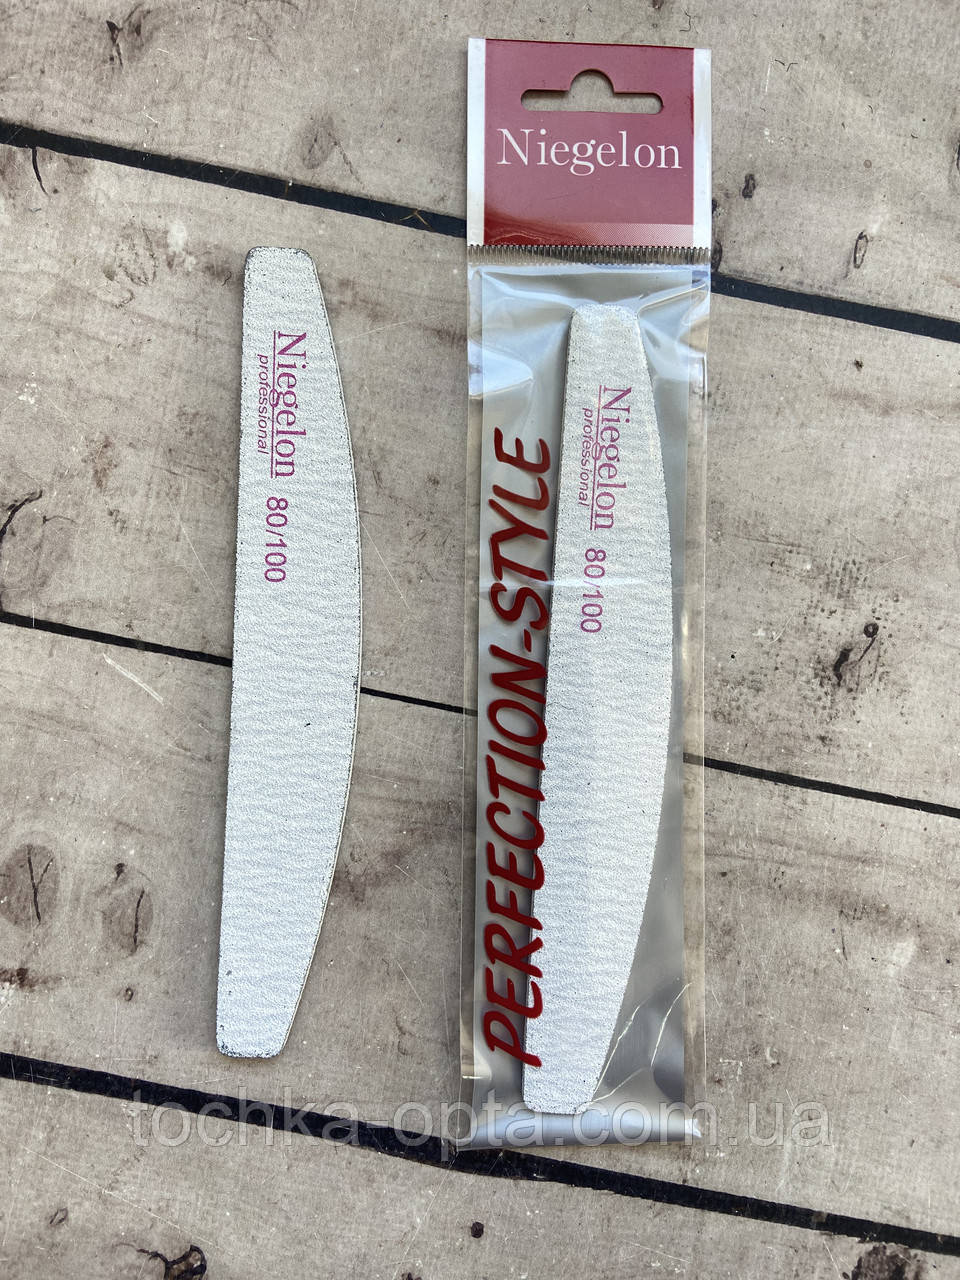 Niegelon
Niegelon
professional
80/100
Niegelon
professional
80/100
PERFECTION-STYLE
tochka-opta.com.ua